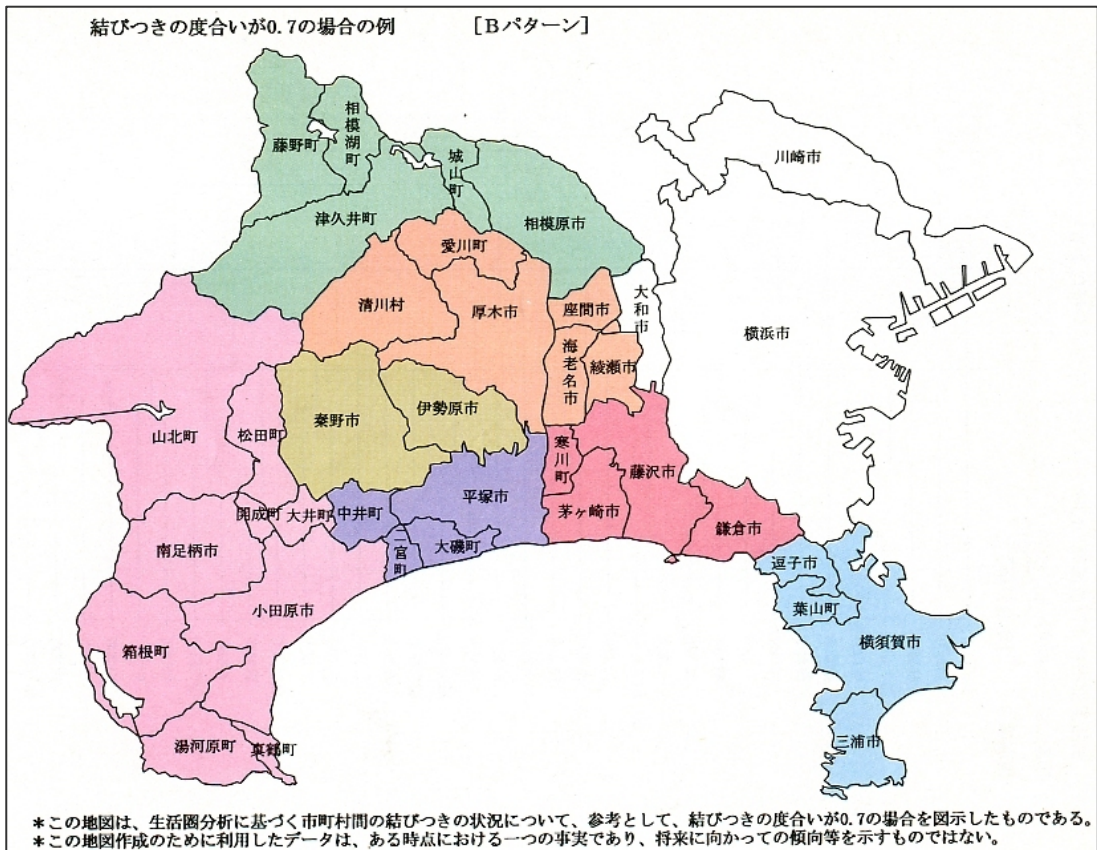 結びつきの度合いが0.7の場合の例 [Bパターン]
藤野町
相模湖町
城山町
川崎市
津久井町
相模原市
愛川町
清川村
厚木市
座間市
大和市
横浜市
海老名市
綾瀬市
秦野市
伊勢原市
山北町
松田町
寒川町
藤沢市
平塚市
開成町
大井町
中井町
茅ヶ崎市
鎌倉市
南足柄市
二宮町
大磯町
逗子市
小田原市
葉山町
箱根町
横須賀市
湯河原町
真鶴町
三浦市
*この地図は、生活圏分析に基づく市町村間の結びつきの状況について、参考として、結びつきの度合いが0.7の場合を図示したものである。
*この地図作成のために利用したデータは、ある時点における一つの事実であり、将来に向かっての傾向等を示すものではない。